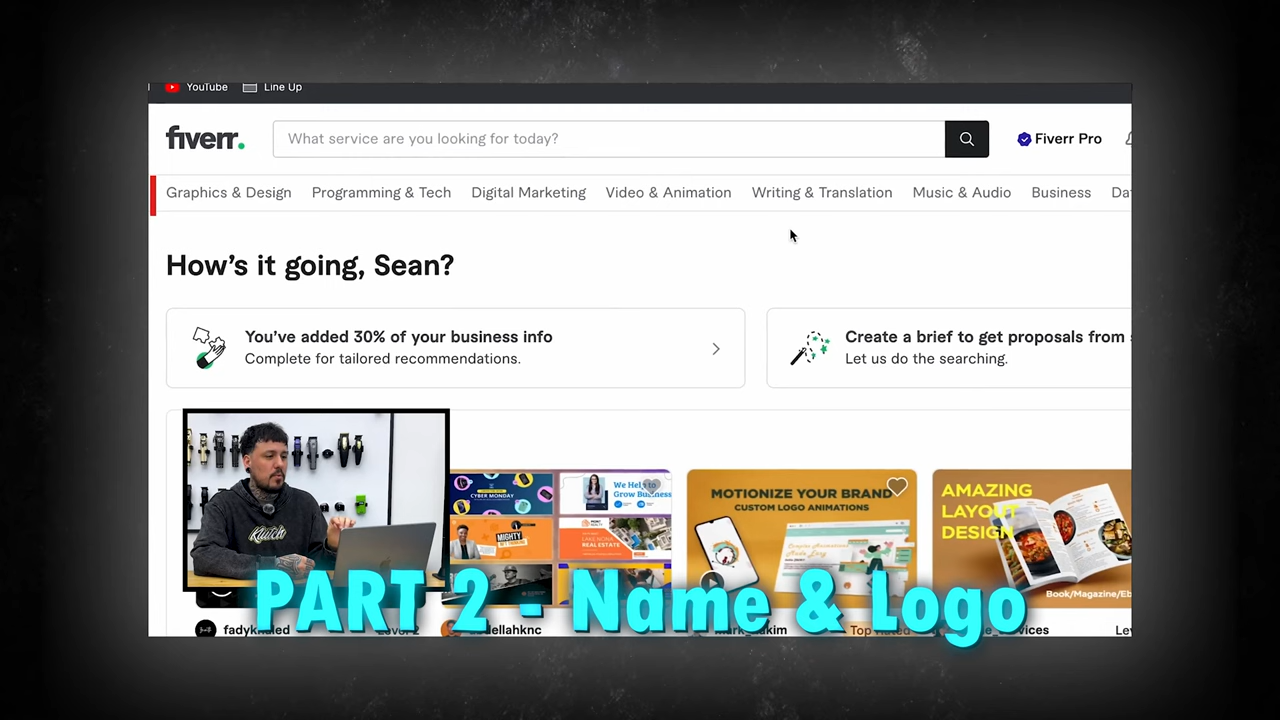 YouTube Line Up
fiverr. What service are you looking for today? Fiverr Pro
Graphics & Design Programming & Tech Digital Marketing Video & Animation Writing & Translation Music & Audio Business Dat
How's it going, Sean?
You've added 30% of your business info
Complete for tailored recommendations.
Create a brief to get proposals from s
Let us do the searching.
Klutch
CYBER MONDAY
We Help to
Grow Business
MIGHTY
REAL ESTATE
MOTIONIZE YOUR BRAND
CUSTOM LOGO ANIMATIONS
AMAZING
LAYOUT
DESIGN
Book/Magazine/Eb
PART 2 - Name & Logo
fadykhaled
Top Rated